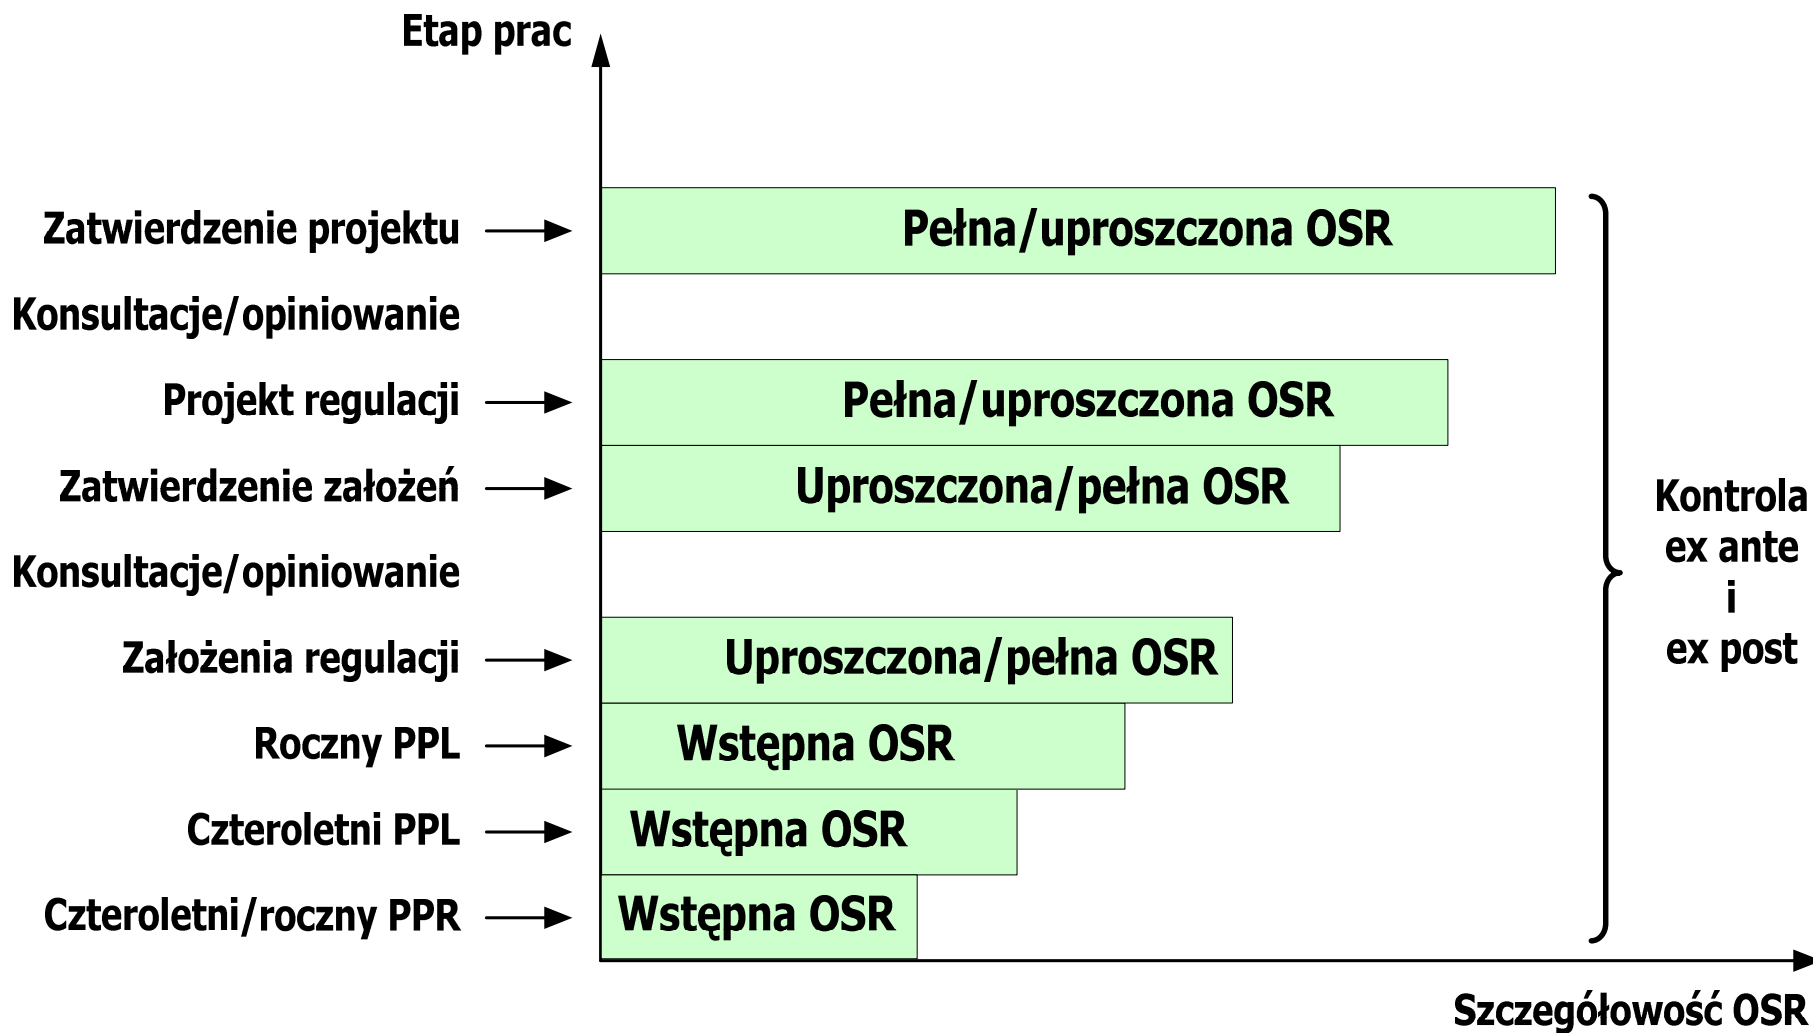 Etap prac
Zatwierdzenie projektu
Pełna/uproszczona OSR
Konsultacje/opiniowanie
Projekt regulacji
Pełna/uproszczona OSR
Zatwierdzenie założeń
Uproszczona/pełna OSR
Konsultacje/opiniowanie
Założenia regulacji
Uproszczona/pełna OSR
Roczny PPL
Wstępna OSR
Czteroletni PPL
Wstępna OSR
Czteroletni/roczny PPR
Wstępna OSR
Kontrola
ex ante
i
ex post
Szczegółowość OSR